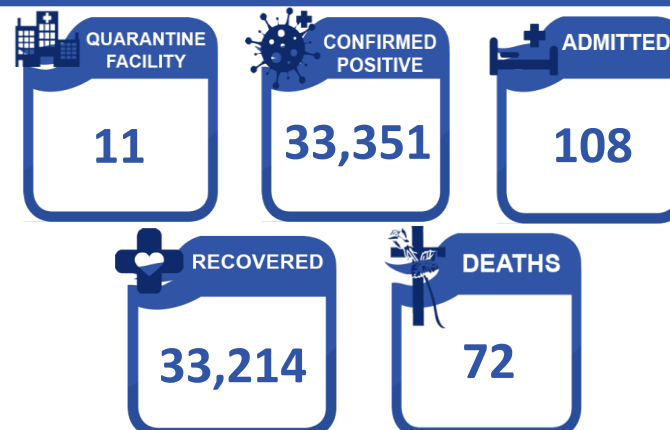 QUARANTINE
FACILITY
11
CONFIRMED
POSITIVE
33,351
ADMITTED
108
RECOVERED
33,214
DEATHS
72